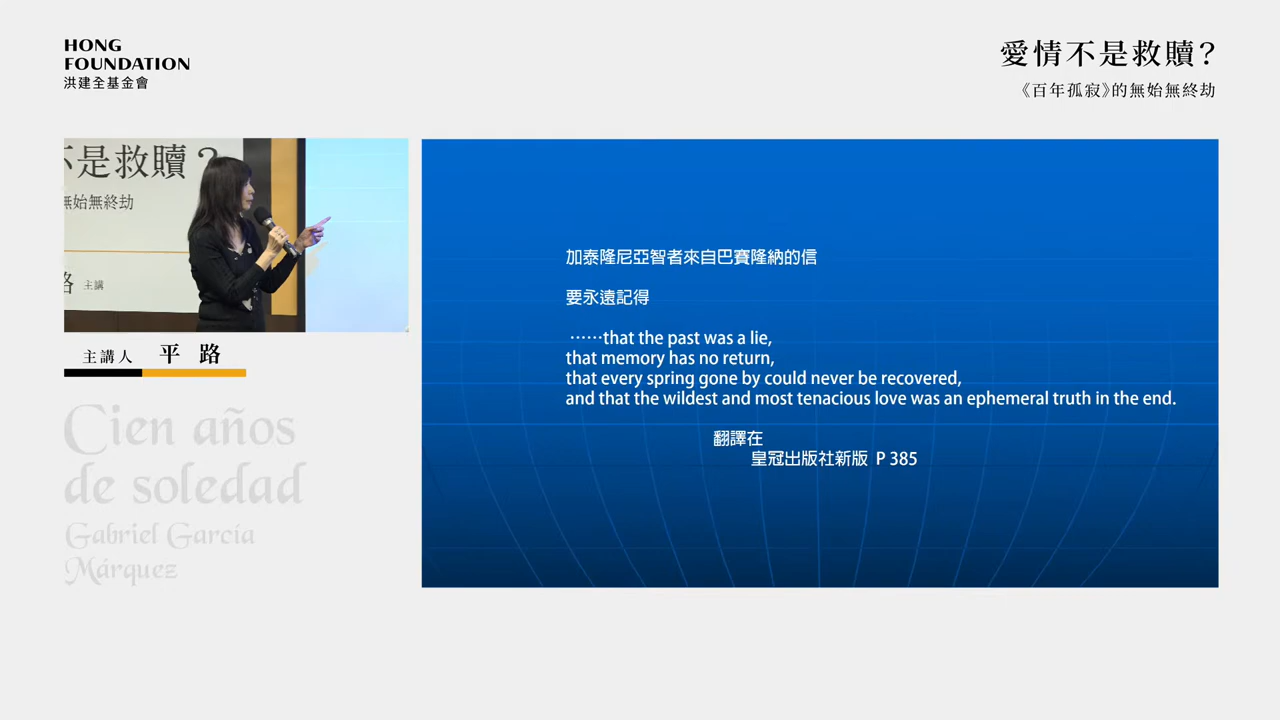 HONG
FOUNDATION
洪建全基金會
愛情不是救贖？
《百年孤寂》的無始無終劫
不是救贖？
無始無終劫
路 主講
主講人 平 路
Cien años
de soledad
Gabriel García
Márquez
加泰隆尼亞智者來自巴賽隆納的信
要永遠記得
……that the past was a lie,
that memory has no return,
that every spring gone by could never be recovered,
and that the wildest and most tenacious love was an ephemeral truth in the end.
翻譯在
皇冠出版社新版 P 385